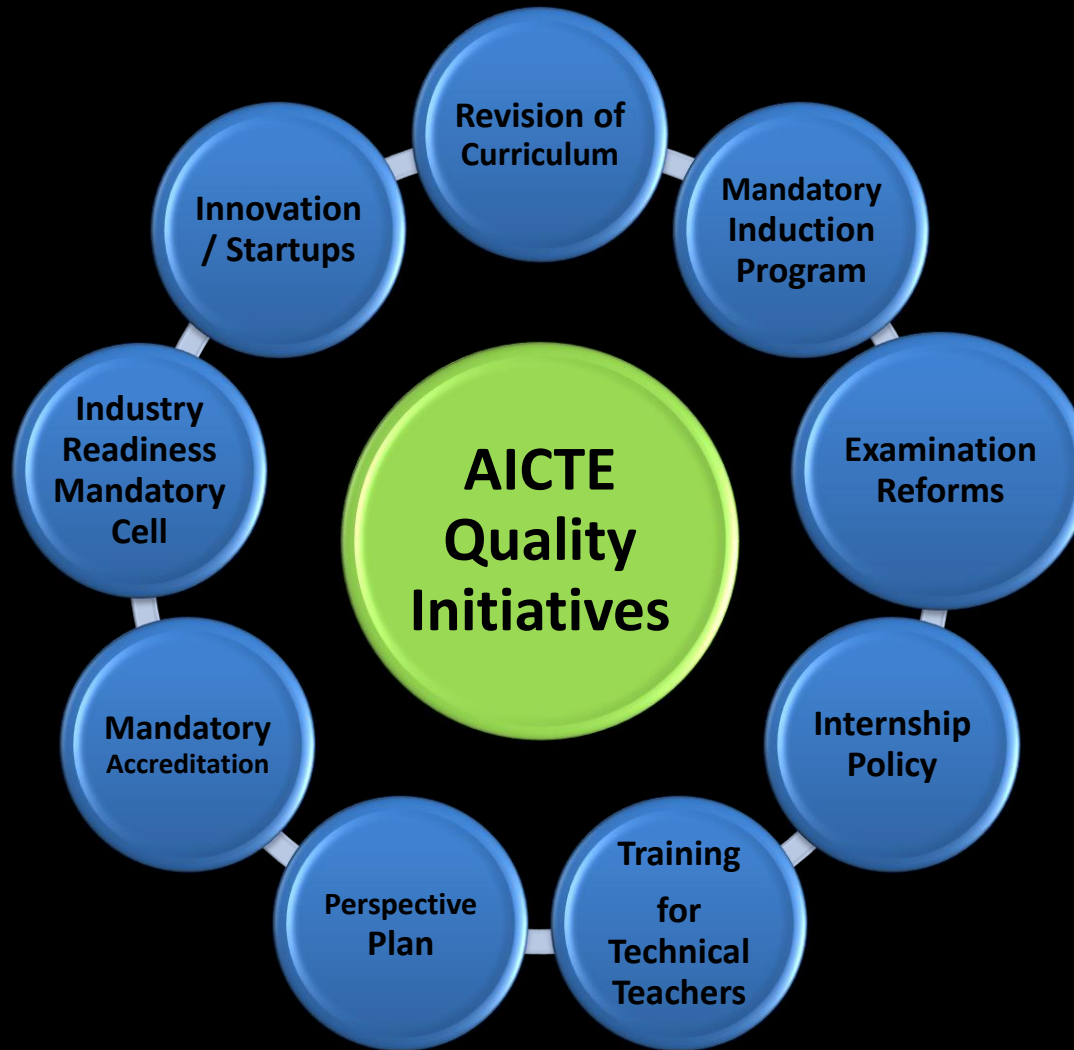 Revision of
Curriculum
Mandatory
Induction
Program
Examination
Reforms
Internship
Policy
Training
for
Technical
Teachers
Perspective
Plan
Mandatory
Accreditation
Industry
Readiness
Mandatory
Cell
Innovation
/ Startups
AICTE
Quality
Initiatives